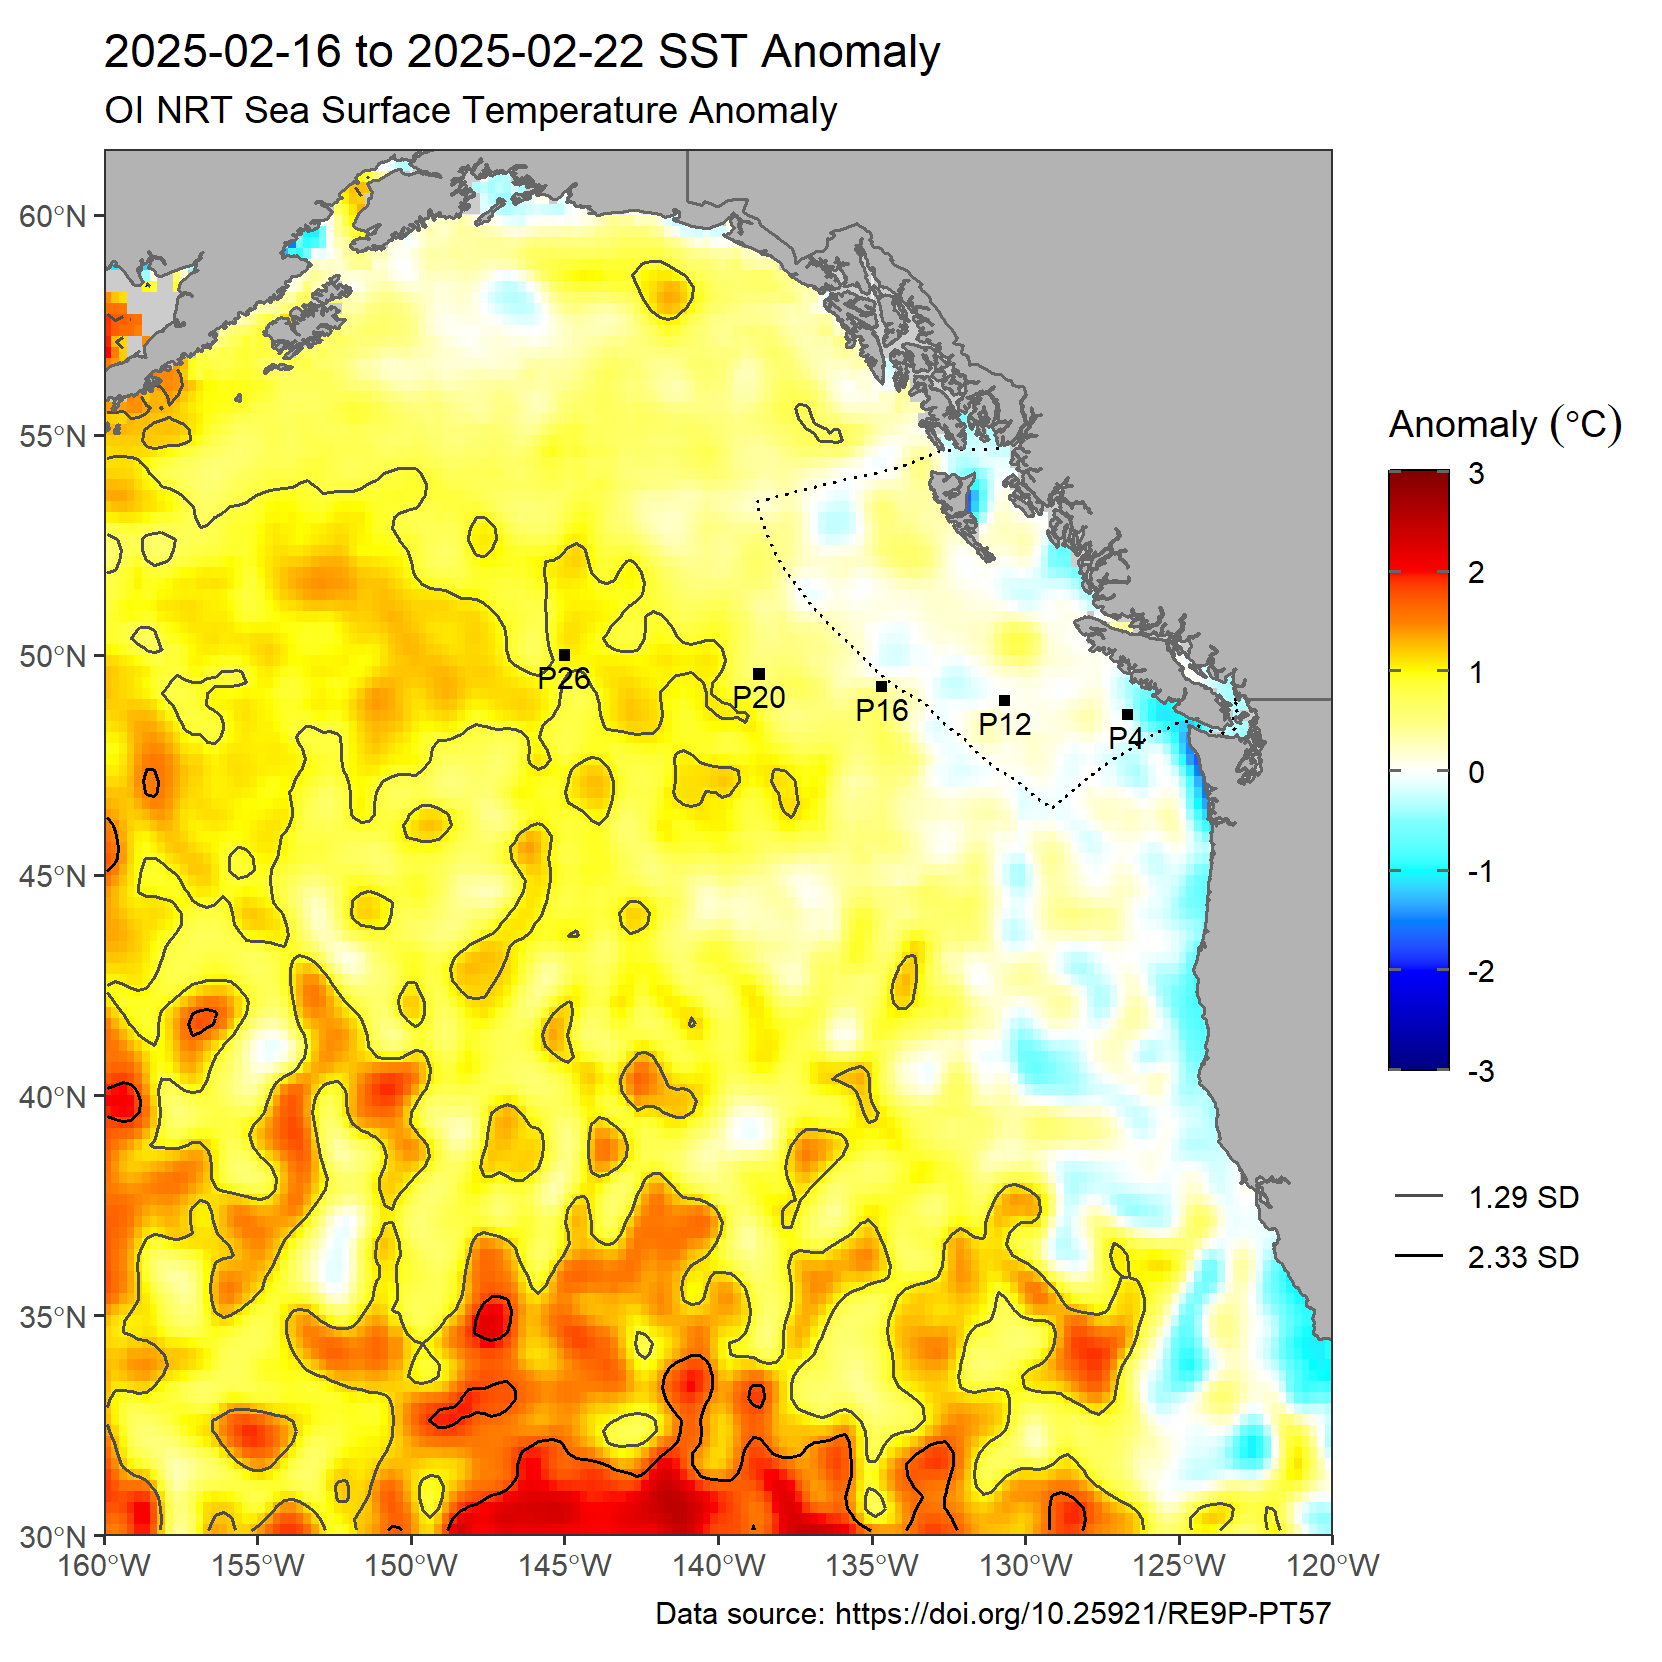 2025-02-16 to 2025-02-22 SST Anomaly
OI NRT Sea Surface Temperature Anomaly
60°N
55°N
50°N
45°N
40°N
35°N
30°N
160°W 155°W 150°W 145°W 140°W 135°W 130°W 125°W 120°W
P26
P20
P16
P12
P4
Anomaly (°C)
3
2
1
0
-1
-2
-3
1.29 SD
2.33 SD
Data source: https://doi.org/10.25921/RE9P-PT57